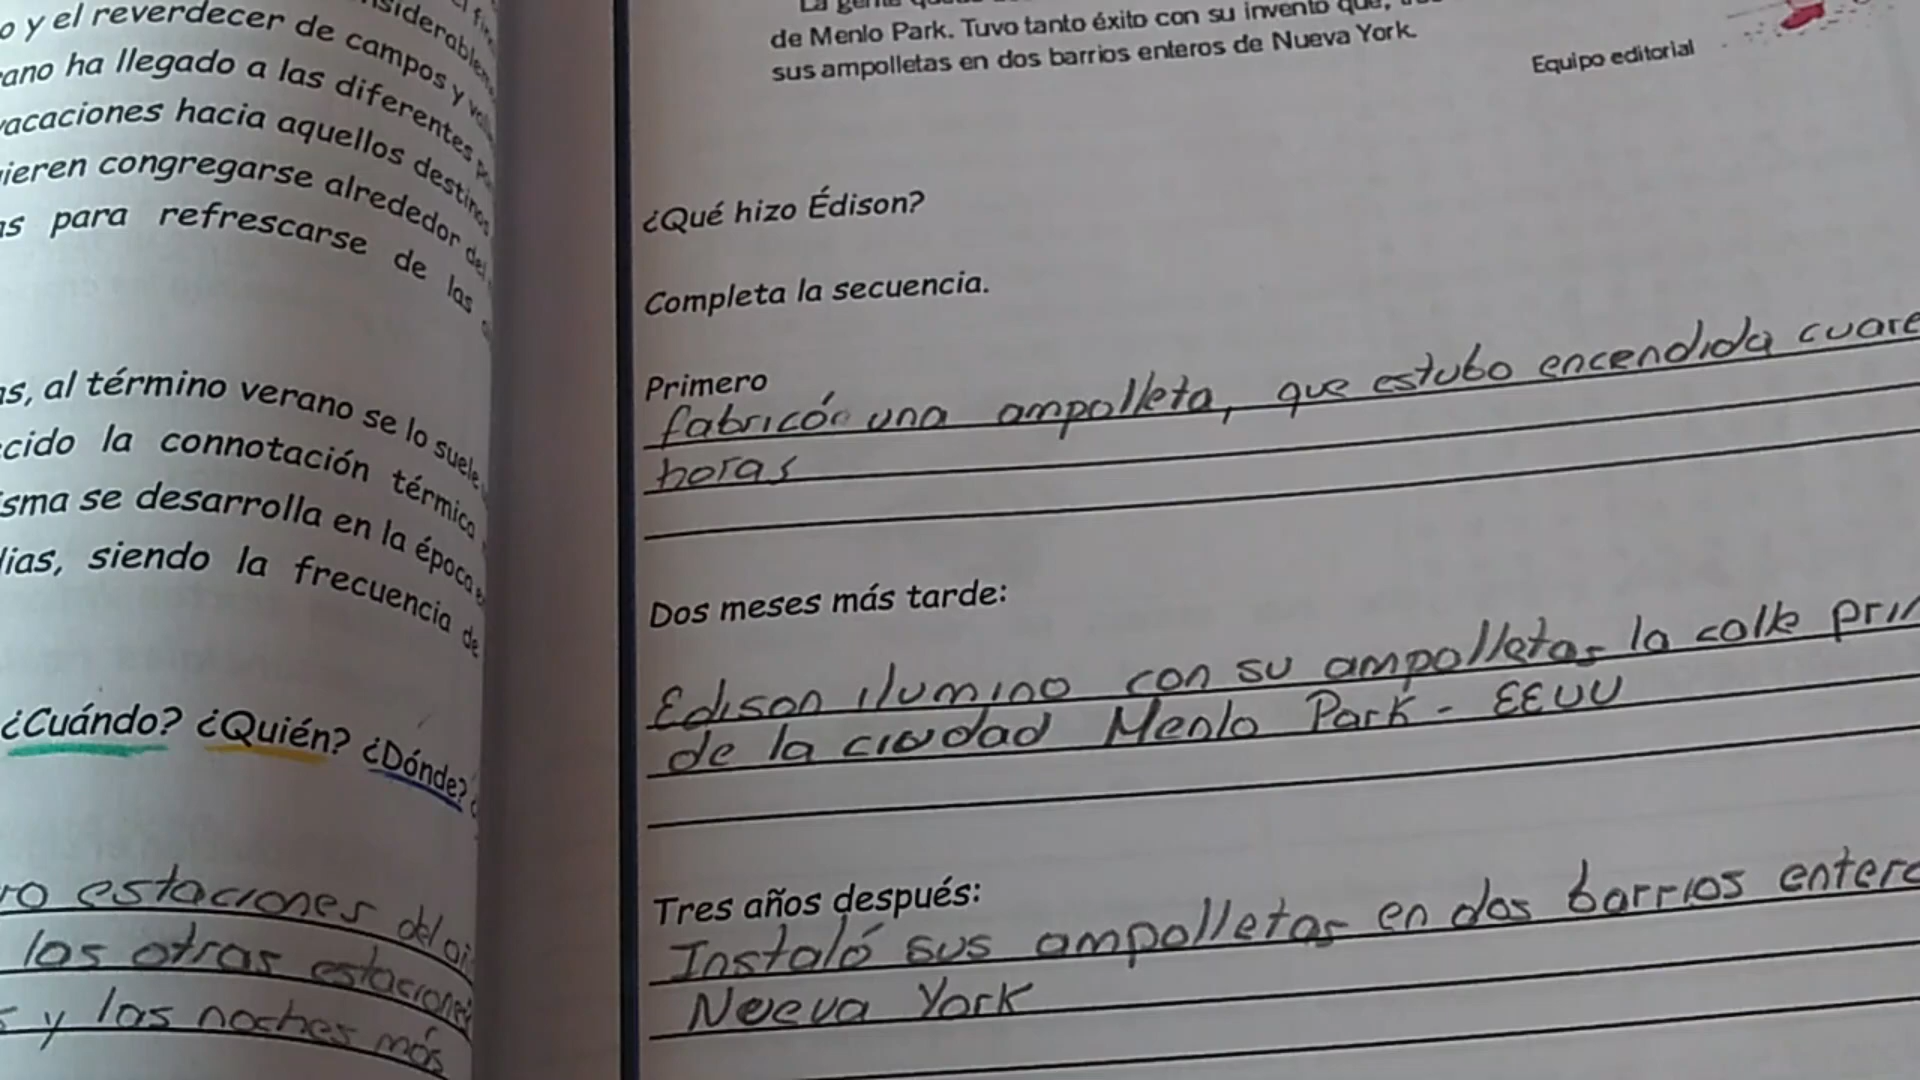 o y el reverdecer de campos y
ano ha llegado a las diferentes
vacaciones hacia aquellos destinos
ieren congregarse alrededor del
as para refrescarse de las
as, al término verano se lo suele
cido la connotación térmica
isma se desarrolla en la época
lias, siendo la frecuencia de
¿Cuándo? ¿Quién? ¿Dónde?
ro estaciones del
las otras estaciones
y las noches más
de Menlo Park. Tuvo tanto éxito con su invento que,
sus ampolletas en dos barrios enteros de Nueva York.
Equipo editorial
¿Qué hizo Édison?
Completa la secuencia.
Primero
fabricó una ampolleta, que estubo encendida cuare
horas
Dos meses más tarde:
Edison ilumino con su ampolletas la calle prin
de la ciudad Menlo Park - EEUU
Tres años después:
Instaló sus ampolletas en dos barrios entero
Nueva York